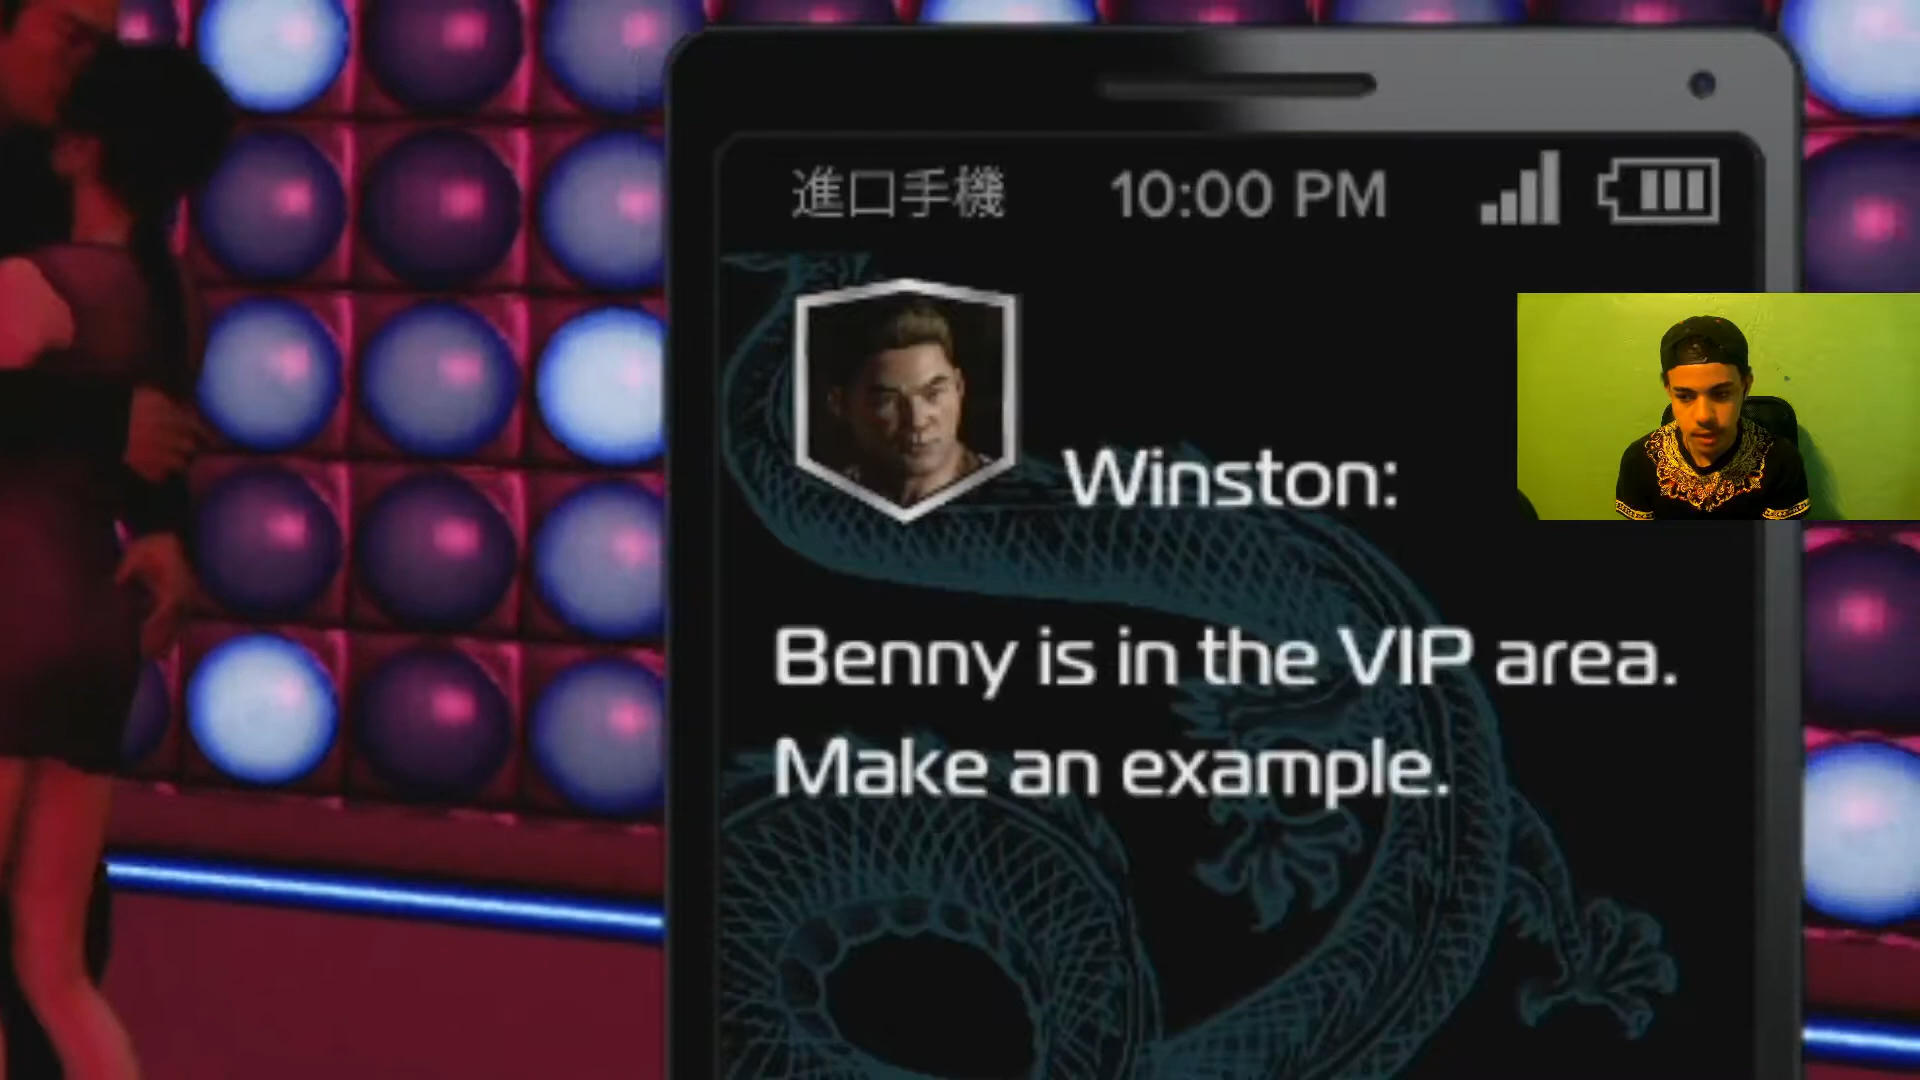 進口手機 10:00 PM
Winston:
Benny is in the VIP area.
Make an example.